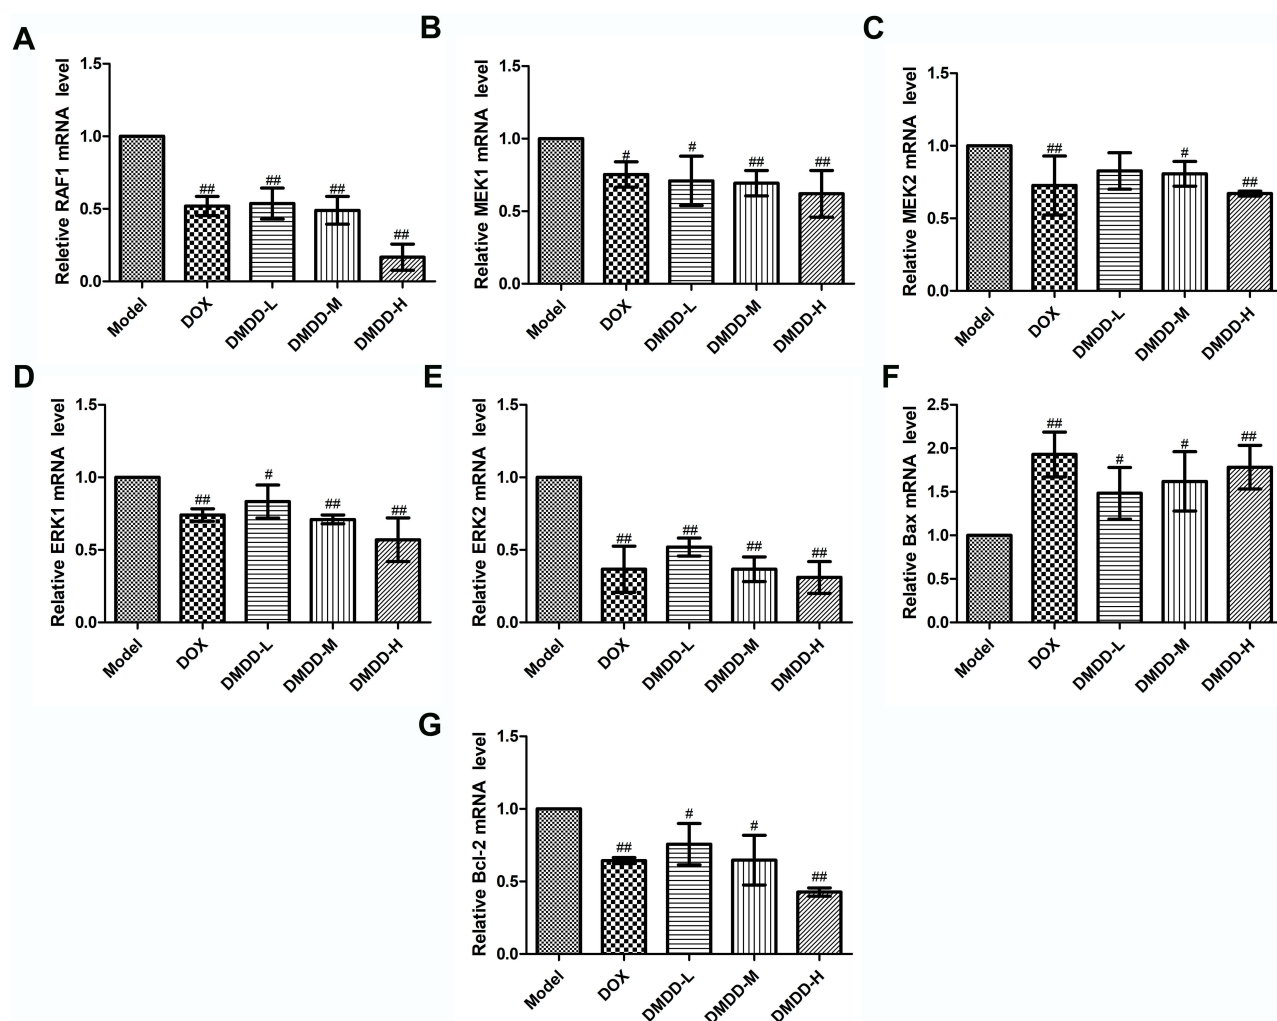 A
Reletive RAF1 mRNA level
1.5
1.0
0.5
0.0
##
##
##
##
Model
DOX
DMDD-L
DMDD-M
DMDD-H
B
Relative MEK1 mRNA level
1.5
1.0
0.5
0.0
#
#
##
##
Model
DOX
DMDD-L
DMDD-M
DMDD-H
C
Relative MEK2 mRNA level
1.5
1.0
0.5
0.0
##
#
##
Model
DOX
DMDD-L
DMDD-M
DMDD-H
D
Relative ERK1 mRNA level
1.5
1.0
0.5
0.0
##
#
##
##
Model
DOX
DMDD-L
DMDD-M
DMDD-H
E
Relative ERK2 mRNA level
1.5
1.0
0.5
0.0
##
##
##
##
Model
DOX
DMDD-L
DMDD-M
DMDD-H
F
Relative Bax mRNA level
2.5
2.0
1.5
1.0
0.5
0.0
##
#
#
##
Model
DOX
DMDD-L
DMDD-M
DMDD-H
G
Relative Bcl-2 mRNA level
1.5
1.0
0.5
0.0
##
#
#
##
Model
DOX
DMDD-L
DMDD-M
DMDD-H